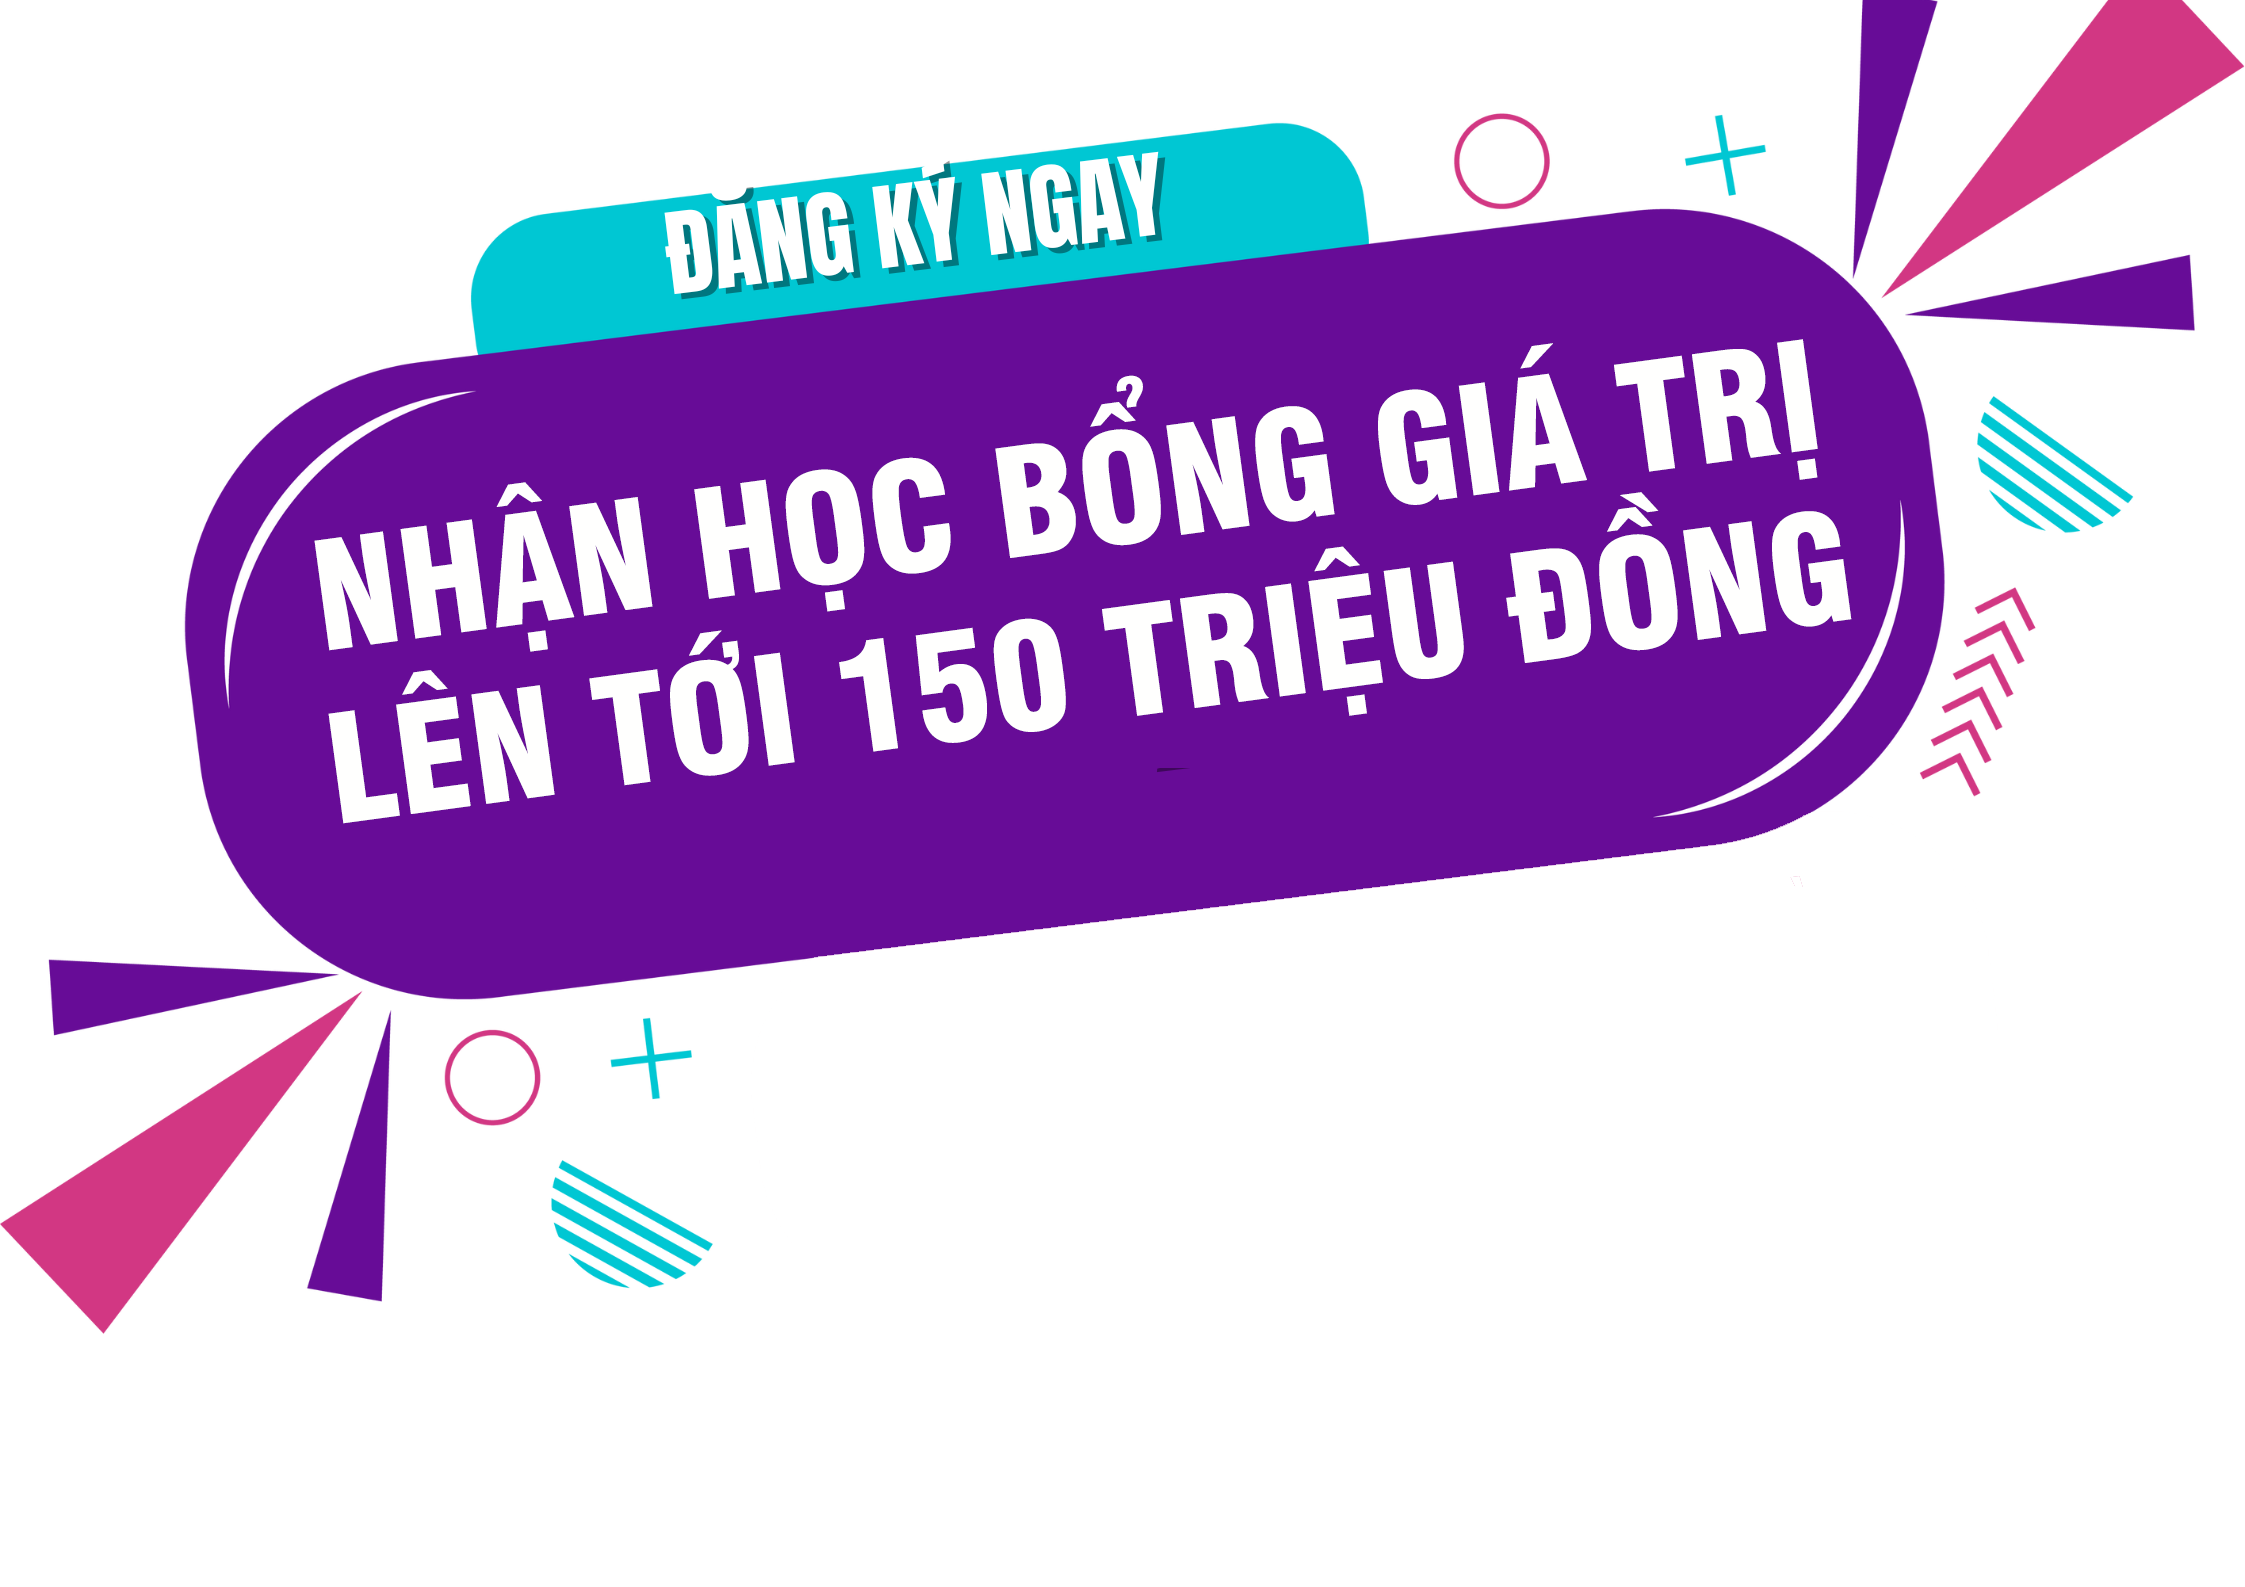 ĐĂNG KÝ NGAY
NHẬN HỌC BỔNG GIÁ TRỊ
LÊN TỚI 150 TRIỆU ĐỒNG